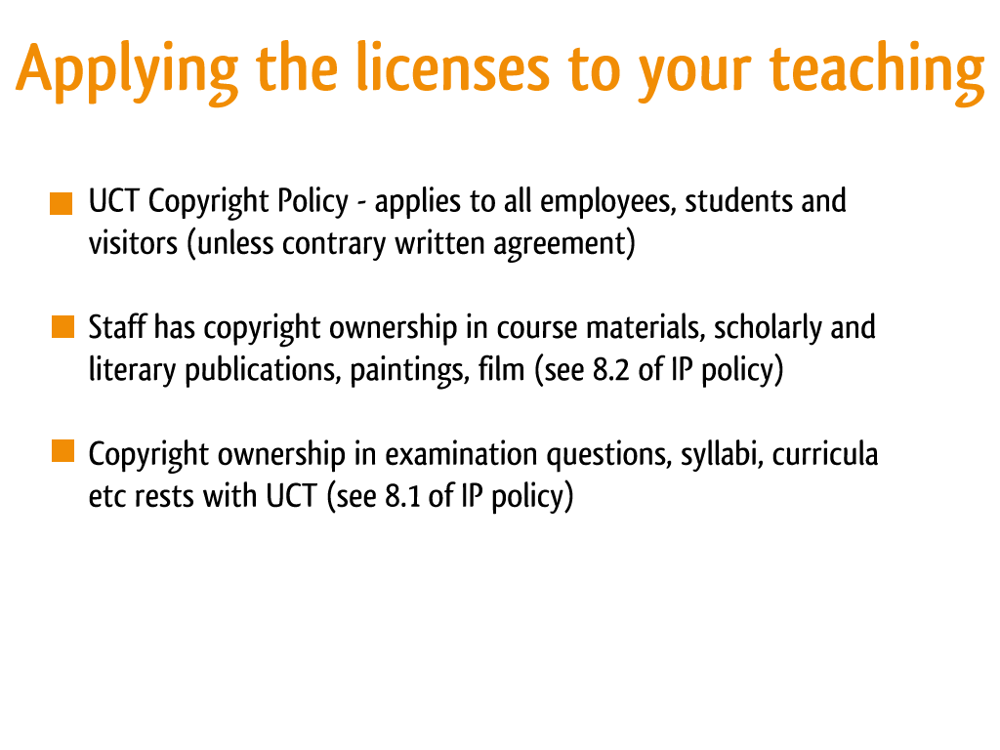 Applying the licenses to your teaching
UCT Copyright Policy - applies to all employees, students and
visitors (unless contrary written agreement)
Staff has copyright ownership in course materials, scholarly and
literary publications, paintings, film (see 8.2 of IP policy)
Copyright ownership in examination questions, syllabi, curricula
etc rests with UCT (see 8.1 of IP policy)